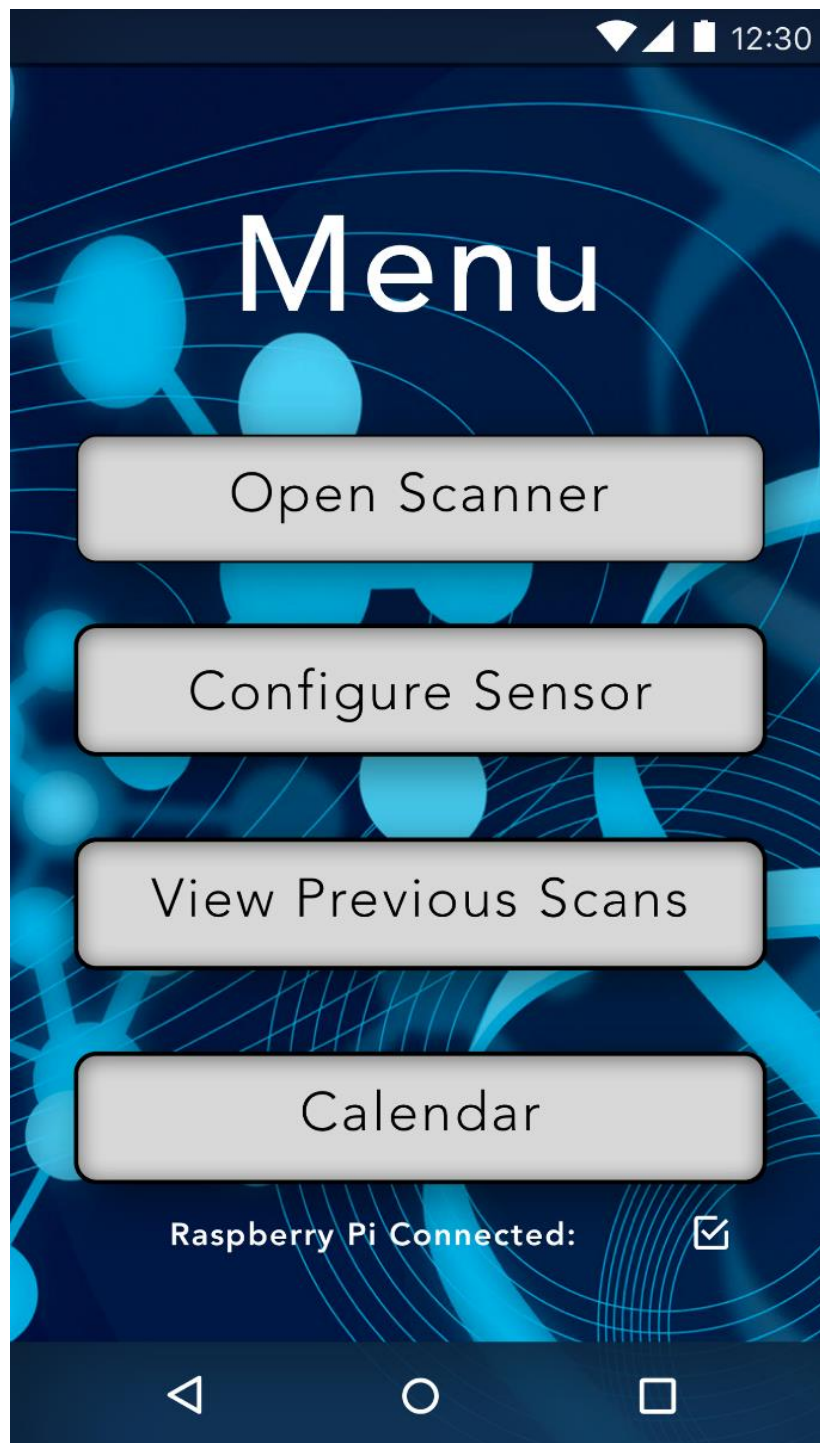 12:30
Menu
Open Scanner
Configure Sensor
View Previous Scans
Calendar
Raspberry Pi Connected: